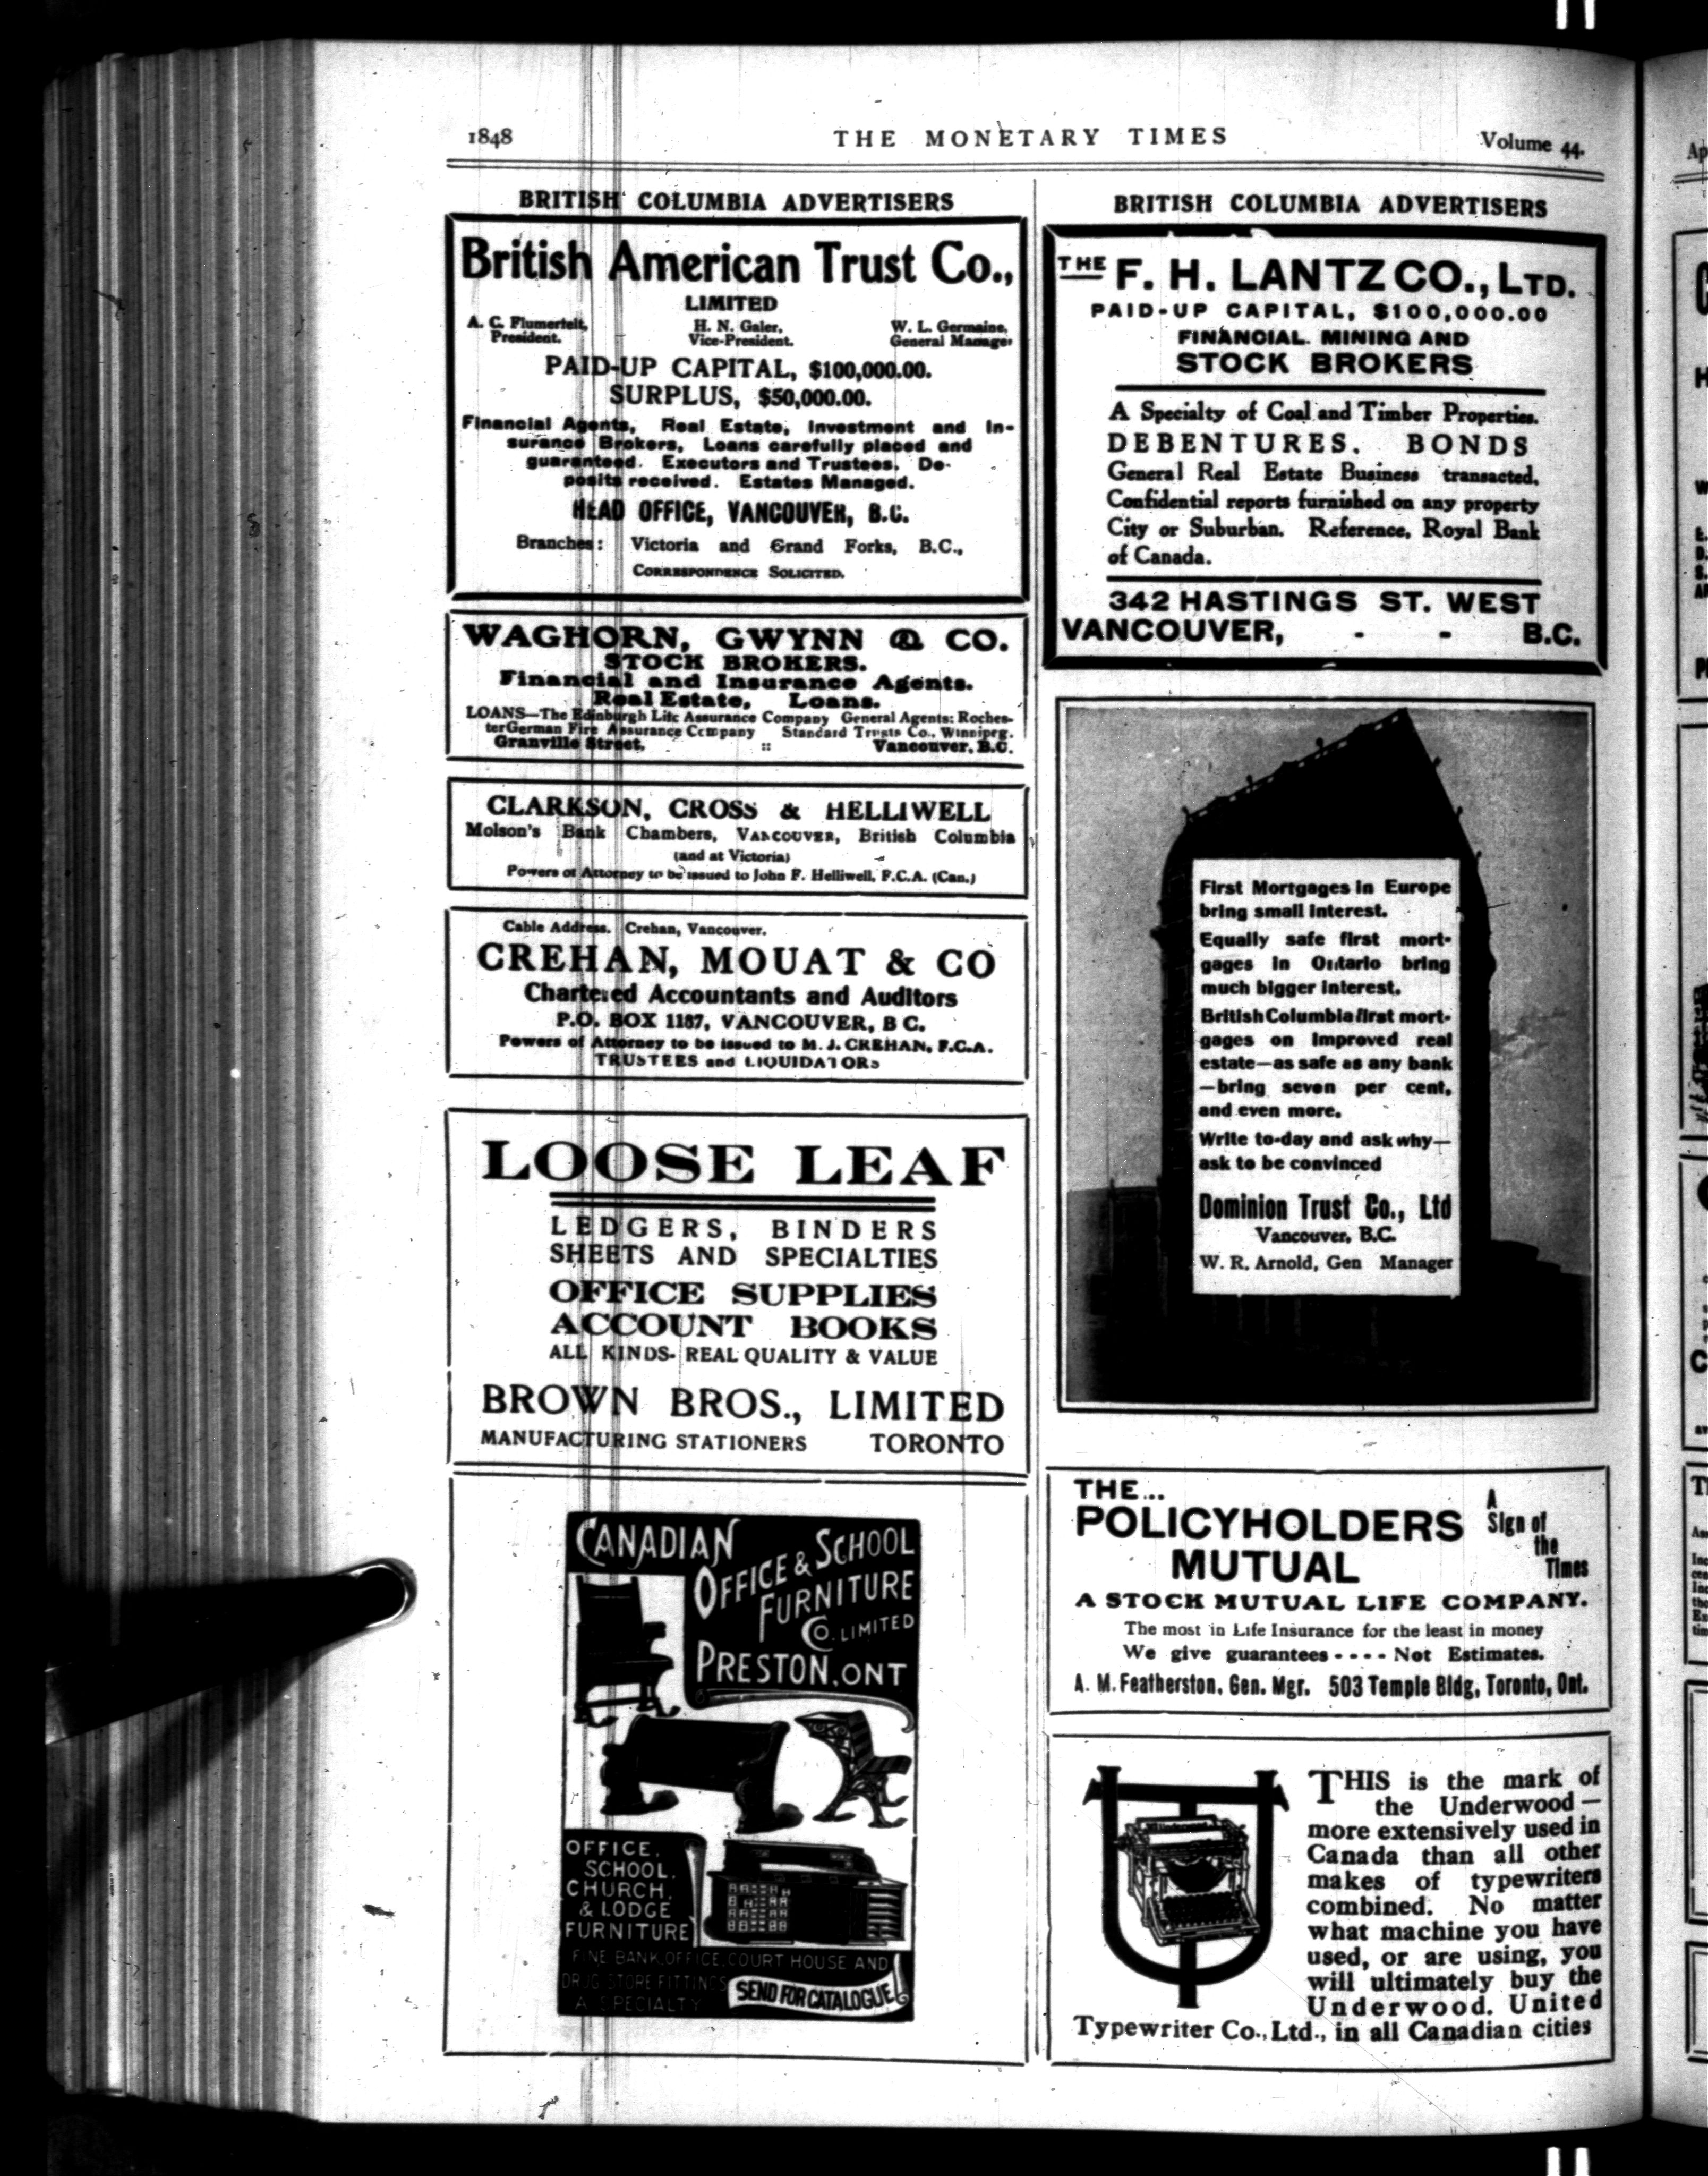 1848
THE MONETARY TIMES
Volume 44.
BRITISH COLUMBIA ADVERTISERS
British American Trust Co.,
LIMITED
A. C. Flumerfelt, H. N. Galer, W. L. Germaine,
President. Vice-President. General Manager
PAID-UP CAPITAL, $100,000.00.
SURPLUS, $50,000.00.
Financial Agents, Real Estate, Investment and In-
surance Brokers, Loans carefully placed and
guaranteed. Executors and Trustees. De-
posits received. Estates Managed.
HEAD OFFICE, VANCOUVER, B.C.
Branches: Victoria and Grand Forks, B.C.,
CORRESPONDENCE SOLICITED.
WAGHORN, GWYNN & CO.
STOCK BROKERS.
Financial and Insurance Agents.
Real Estate, Loans.
LOANS—The Edinburgh Life Assurance Company General Agents: Roches-
ter German Fire Assurance Company Standard Trusts Co., Winnipeg.
Granville Street, :: Vancouver, B.C.
CLARKSON, CROSS & HELLIWELL
Molson's Bank Chambers, VANCOUVER, British Columbia
(and at Victoria)
Powers of Attorney to be issued to John F. Helliwell, F.C.A. (Can.)
Cable Address. Crehan, Vancouver.
CREHAN, MOUAT & CO
Chartered Accountants and Auditors
P.O. BOX 1187, VANCOUVER, B C.
Powers of Attorney to be issued to M. J. CREHAN, F.C.A.
TRUSTEES and LIQUIDATORS
LOOSE LEAF
LEDGERS, BINDERS
SHEETS AND SPECIALTIES
OFFICE SUPPLIES
ACCOUNT BOOKS
ALL KINDS- REAL QUALITY & VALUE
BROWN BROS., LIMITED
MANUFACTURING STATIONERS TORONTO
CANADIAN
OFFICE & SCHOOL
FURNITURE
CO. LIMITED
PRESTON, ONT
OFFICE,
SCHOOL,
CHURCH,
& LODGE
FURNITURE
FINE BANK, OFFICE, COURT HOUSE AND
DRUG STORE FITTINGS
A SPECIALTY
SEND FOR CATALOGUE
BRITISH COLUMBIA ADVERTISERS
THE F. H. LANTZ CO., LTD.
PAID-UP CAPITAL, $100,000.00
FINANCIAL. MINING AND
STOCK BROKERS
A Specialty of Coal and Timber Properties.
DEBENTURES. BONDS
General Real Estate Business transacted.
Confidential reports furnished on any property
City or Suburban. Reference, Royal Bank
of Canada.
342 HASTINGS ST. WEST
VANCOUVER, - - B.C.
First Mortgages in Europe
bring small interest.
Equally safe first mort-
gages in Ontario bring
much bigger interest.
British Columbia first mort-
gages on improved real
estate—as safe as any bank
—bring seven per cent,
and even more.
Write to-day and ask why—
ask to be convinced
Dominion Trust Co., Ltd
Vancouver, B.C.
W. R. Arnold, Gen Manager
THE...
POLICYHOLDERS
MUTUAL
A
Sign of
the
Times
A STOCK MUTUAL LIFE COMPANY.
The most in Life Insurance for the least in money
We give guarantees - - - - Not Estimates.
A. M. Featherston, Gen. Mgr. 503 Temple Bldg, Toronto, Ont.
THIS is the mark of
the Underwood —
more extensively used in
Canada than all other
makes of typewriters
combined. No matter
what machine you have
used, or are using, you
will ultimately buy the
Underwood. United
Typewriter Co., Ltd., in all Canadian cities